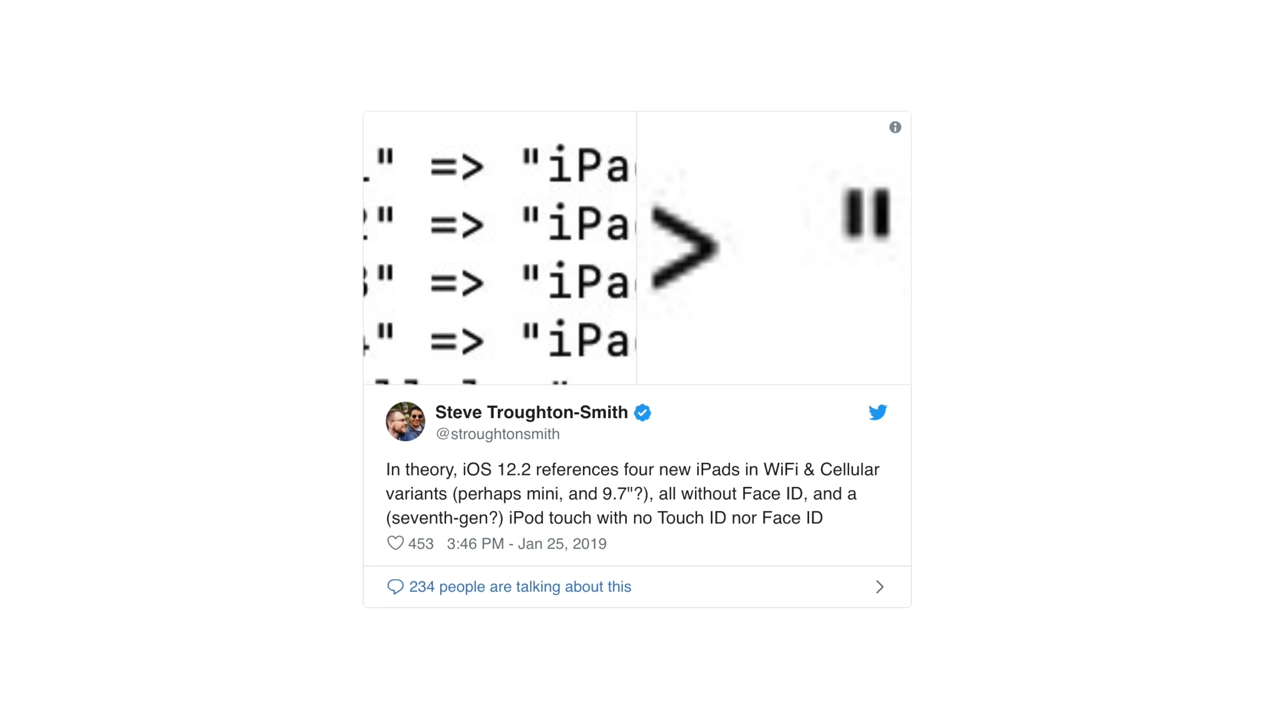 " => "iPa
" => "iPa
" => "iPa
" => "iPa
> "
Steve Troughton-Smith
@stroughtonsmith
In theory, iOS 12.2 references four new iPads in WiFi & Cellular
variants (perhaps mini, and 9.7"?), all without Face ID, and a
(seventh-gen?) iPod touch with no Touch ID nor Face ID
453 3:46 PM - Jan 25, 2019
234 people are talking about this